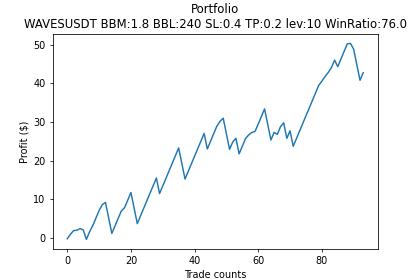 Portfolio
WAVESUSDT BBM:1.8 BBL:240 SL:0.4 TP:0.2 lev:10 WinRatio:76.0
50
40
30
20
10
0
Profit ($)
0 20 40 60 80
Trade counts